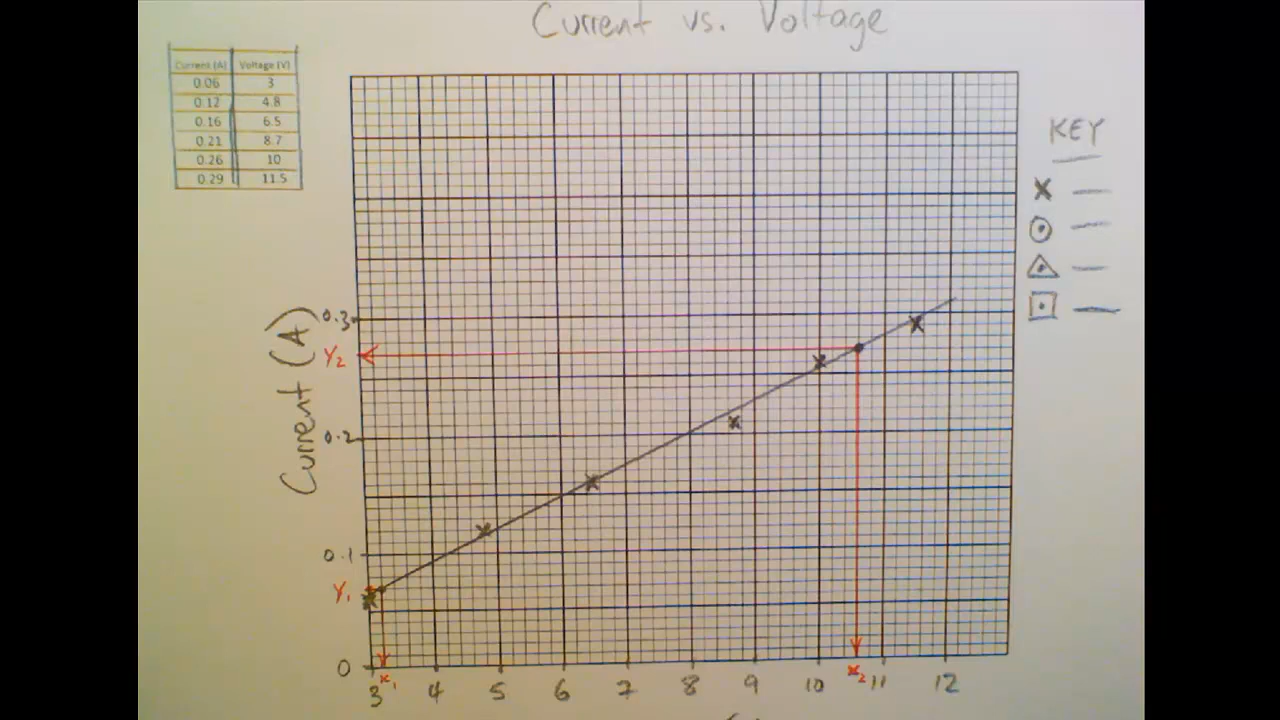 Current vs. Voltage
Current (A) Voltage (V)
0.06 3
0.12 4.8
0.16 6.5
0.21 8.7
0.26 10
0.29 11.5
KEY
Current (A)
0.3
Y2
0.2
0.1
Y1
0
x1 x2
3 4 5 6 7 8 9 10 11 12